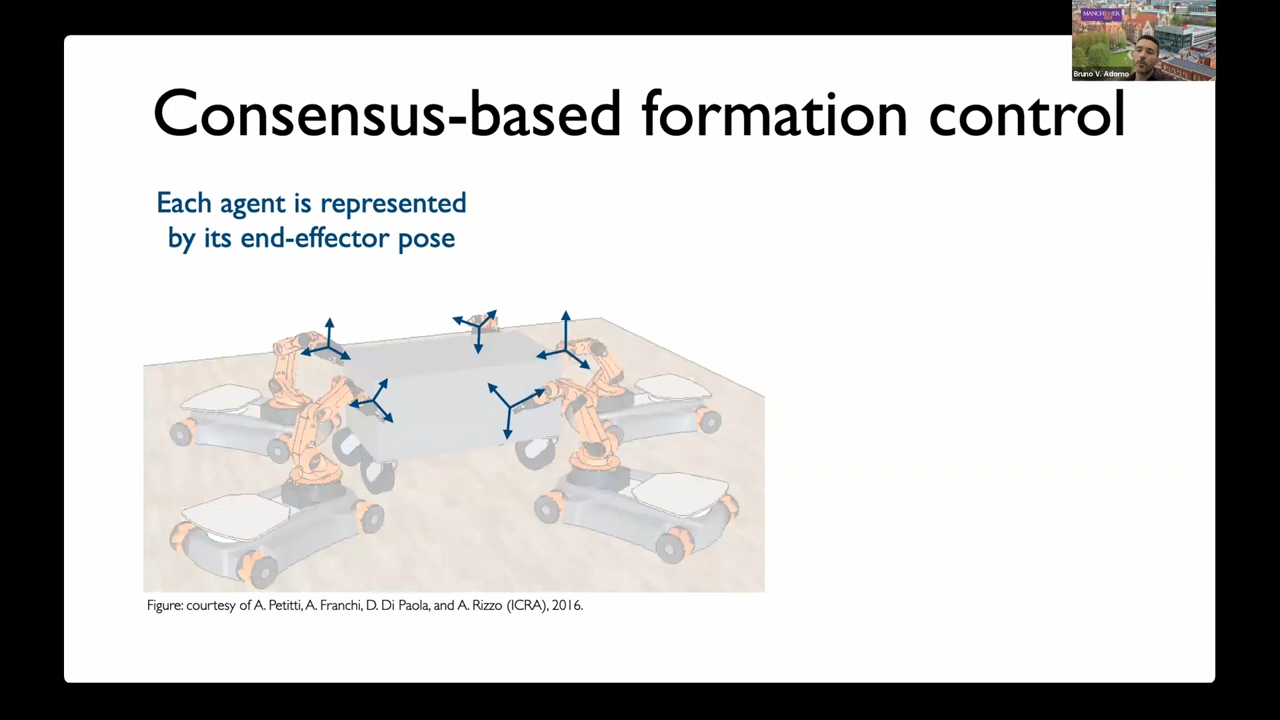 MANCHESTER
Bruno V. Adorno
Consensus-based formation control
Each agent is represented
by its end-effector pose
Figure: courtesy of A. Petitti, A. Franchi, D. Di Paola, and A. Rizzo (ICRA), 2016.